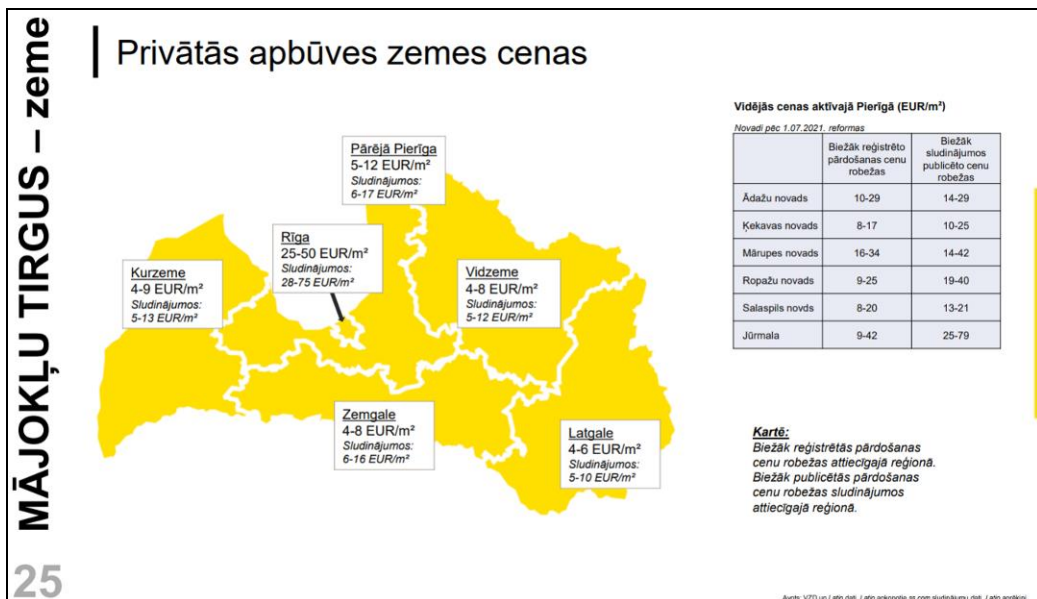 MĀJOKĻU TIRGUS – zeme
Privātās apbūves zemes cenas
Pārējā Pierīga
5-12 EUR/m²
Sludinājumos:
6-17 EUR/m²
Rīga
25-50 EUR/m²
Sludinājumos:
28-75 EUR/m²
Kurzeme
4-9 EUR/m²
Sludinājumos:
5-13 EUR/m²
Vidzeme
4-8 EUR/m²
Sludinājumos:
5-12 EUR/m²
Zemgale
4-8 EUR/m²
Sludinājumos:
6-16 EUR/m²
Latgale
4-6 EUR/m²
Sludinājumos:
5-10 EUR/m²
Vidējās cenas aktīvajā Pierīgā (EUR/m²)
Novadi pēc 1.07.2021. reformas
Biežāk reģistrēto
pārdošanas cenu
robežas
Biežāk
sludinājumos
publicēto cenu
robežas
Ādažu novads 10-29 14-29
Ķekavas novads 8-17 10-25
Mārupes novads 16-34 14-42
Ropažu novads 9-25 19-40
Salaspils novds 8-20 13-21
Jūrmala 9-42 25-79
Kartē:
Biežāk reģistrētās pārdošanas
cenu robežas attiecīgajā reģionā.
Biežāk publicētās pārdošanas
cenu robežas sludinājumos
attiecīgajā reģionā.
25